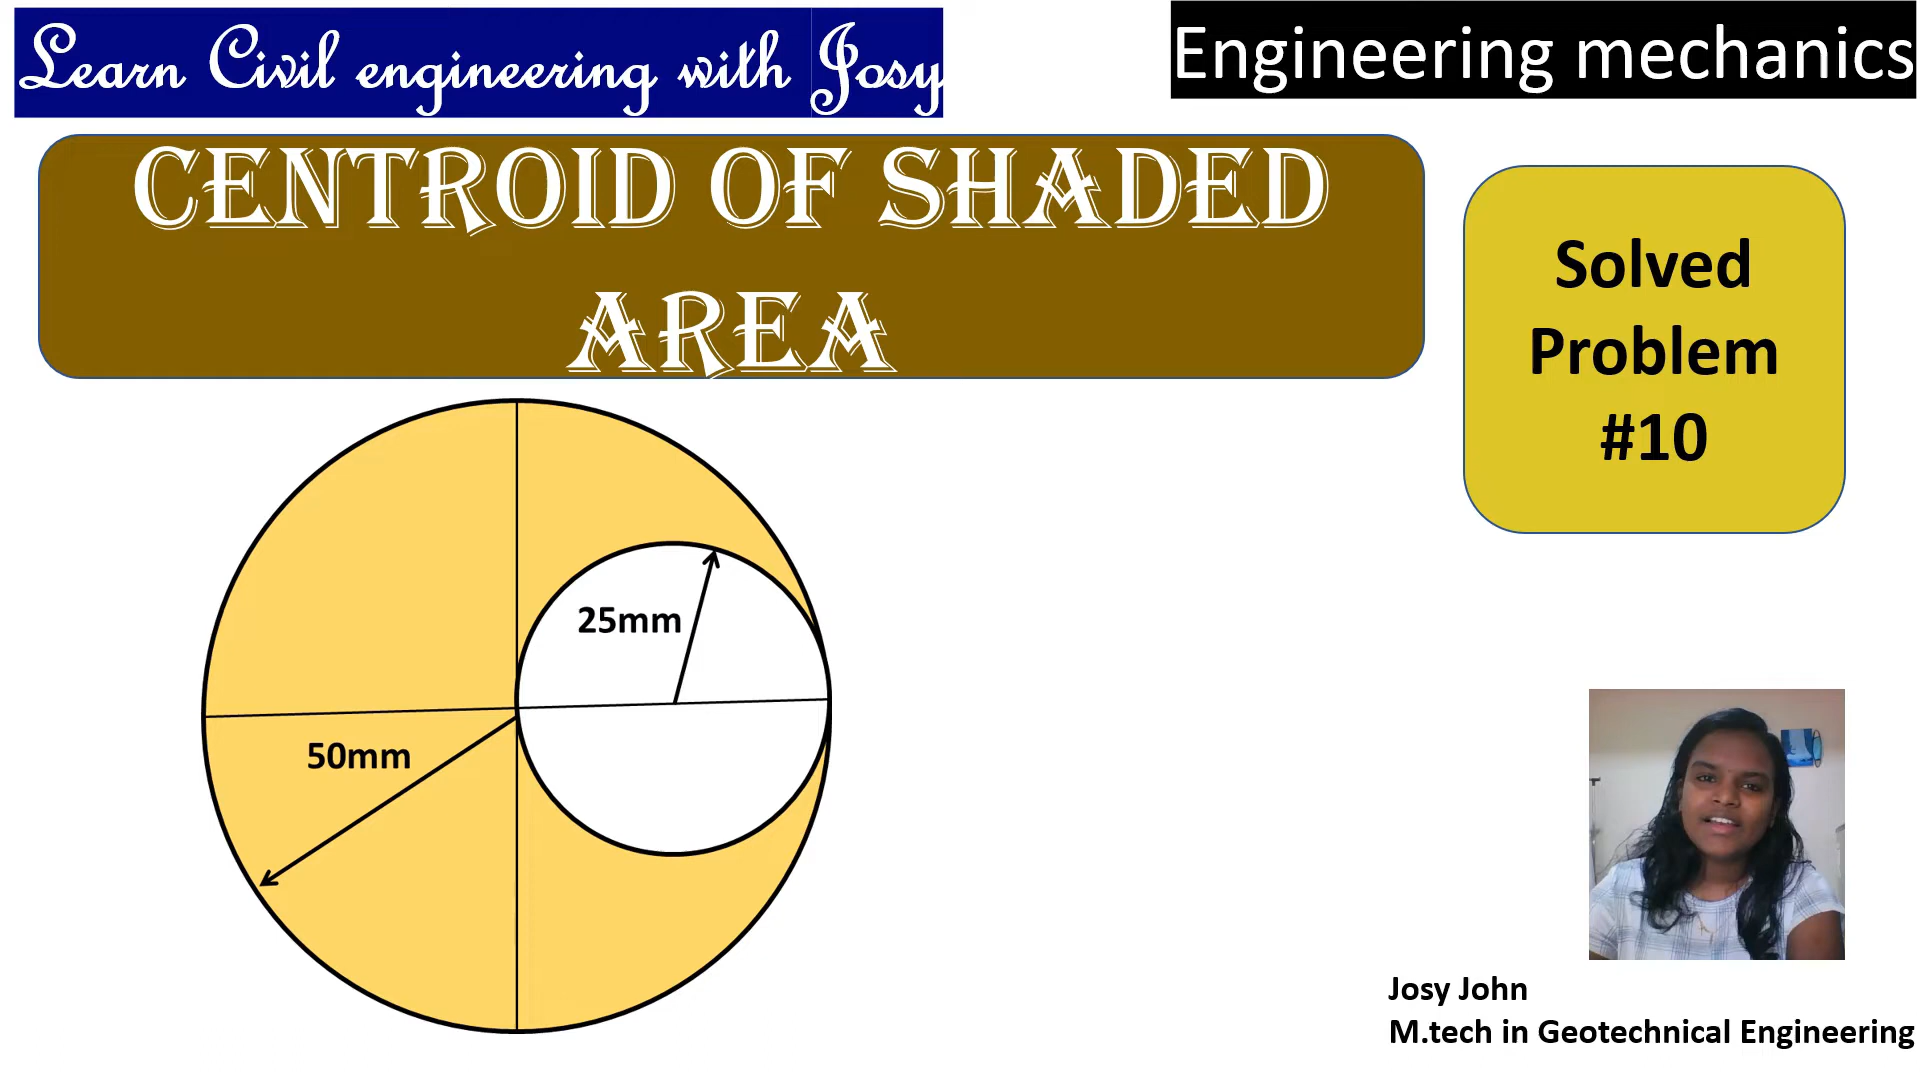 Learn Civil engineering with Josy
Engineering mechanics
CENTROID OF SHADED
AREA
Solved
Problem
#10
25mm
50mm
Josy John
M.tech in Geotechnical Engineering